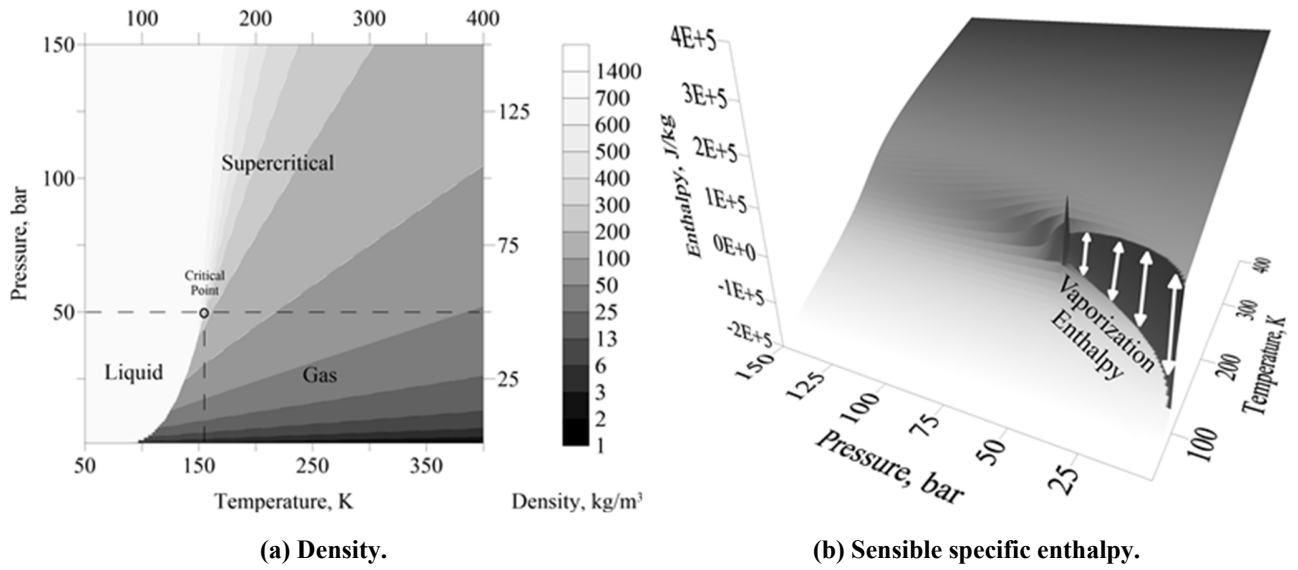 100 200 300 400
150
100
50
125
75
25
Pressure, bar
Supercritical
Critical
Point
Liquid
Gas
50 150 250 350
Temperature, K
1400
700
600
500
400
300
200
100
50
25
13
6
3
2
1
Density, kg/m³
(a) Density.
4E+5
3E+5
2E+5
1E+5
0E+0
-1E+5
-2E+5
Enthalpy, J/kg
150
125
100
75
50
25
Pressure, bar
Vaporization
Enthalpy
400
300
200
100
Temperature, K
(b) Sensible specific enthalpy.